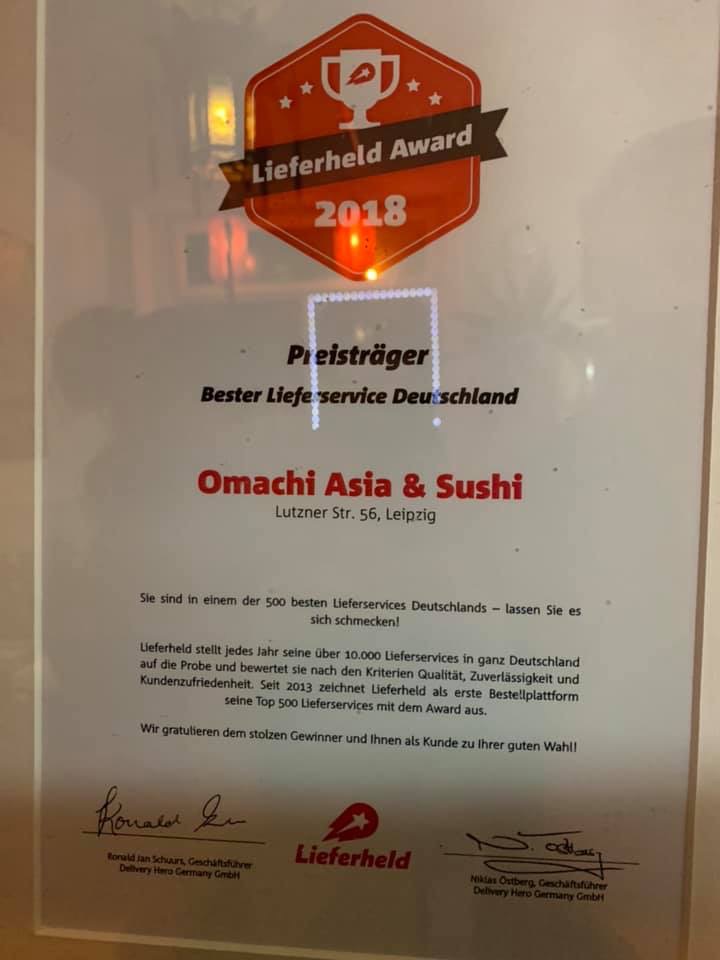 Lieferheld Award
2018
Preisträger
Bester Lieferservice Deutschland
Omachi Asia & Sushi
Lutzner Str. 56, Leipzig
Sie sind in einem der 500 besten Lieferservices Deutschlands – lassen Sie es
sich schmecken!
Lieferheld stellt jedes Jahr seine über 10.000 Lieferservices in ganz Deutschland
auf die Probe und bewertet sie nach den Kriterien Qualität, Zuverlässigkeit und
Kundenzufriedenheit. Seit 2013 zeichnet Lieferheld als erste Bestellplattform
seine Top 500 Lieferservices mit dem Award aus.
Wir gratulieren dem stolzen Gewinner und Ihnen als Kunde zu Ihrer guten Wahl!
Ronald
Ronald Jan Schuurs, Geschäftsführer
Delivery Hero Germany GmbH
Lieferheld
Niklas Östberg, Geschäftsführer
Delivery Hero Germany GmbH